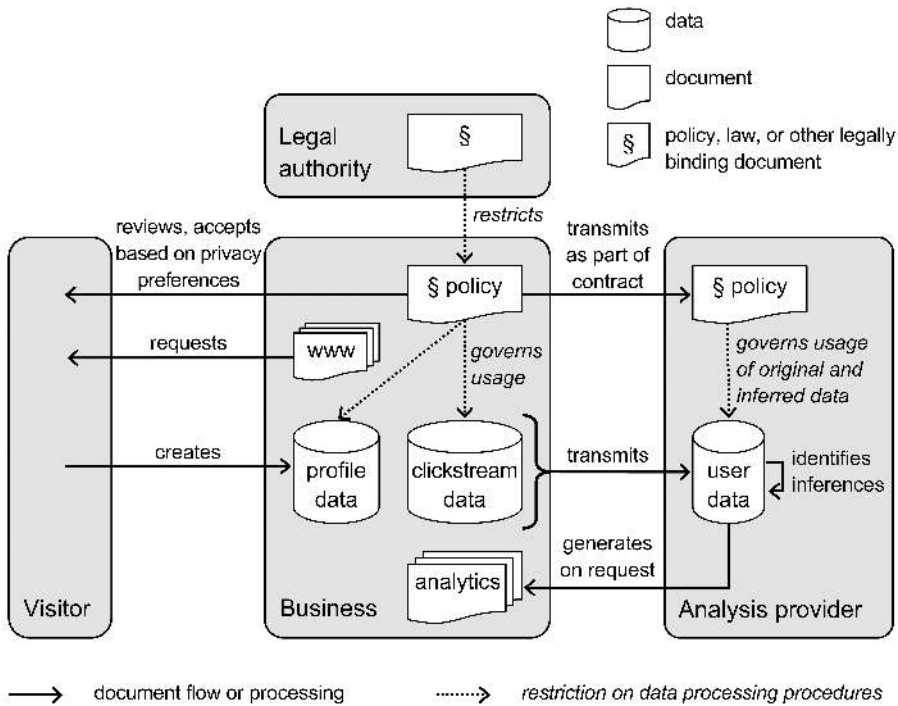 data
document
§
policy, law, or other legally
binding document
Legal
authority
§
restricts
reviews, accepts
based on privacy
preferences
transmits
as part of
contract
§ policy
§ policy
requests
www
governs
usage
governs usage
of original and
inferred data
creates
profile
data
clickstream
data
transmits
user
data
identifies
inferences
generates
on request
analytics
Visitor
Business
Analysis provider
document flow or processing
restriction on data processing procedures